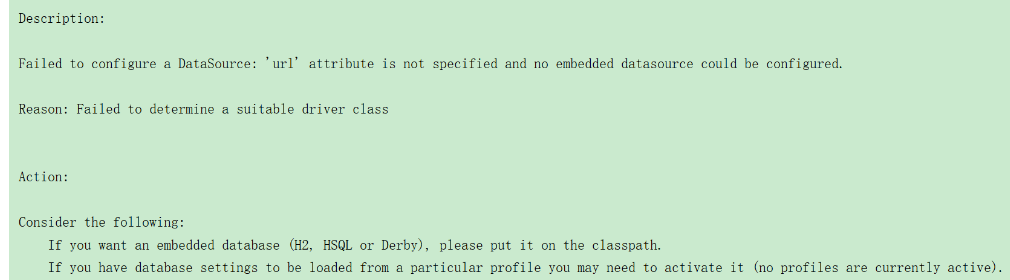 Description:
Failed to configure a DataSource: 'url' attribute is not specified and no embedded datasource could be configured.
Reason: Failed to determine a suitable driver class
Action:
Consider the following:
If you want an embedded database (H2, HSQL or Derby), please put it on the classpath.
If you have database settings to be loaded from a particular profile you may need to activate it (no profiles are currently active).